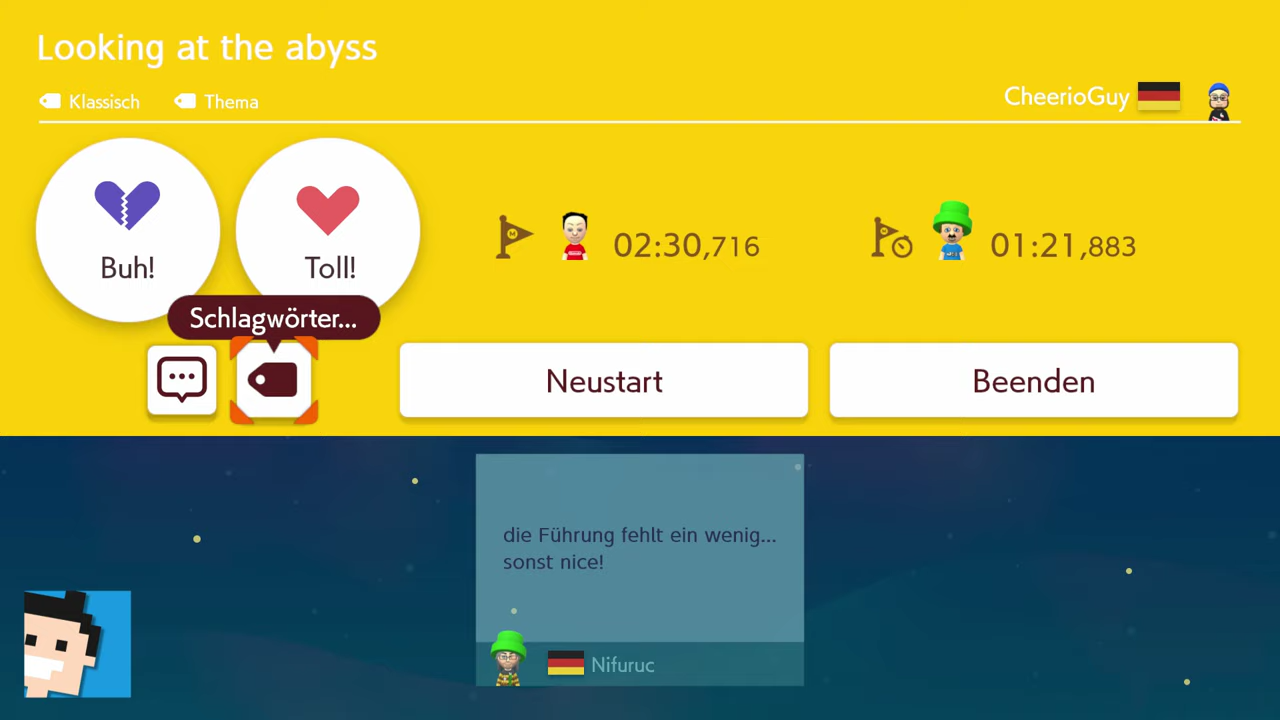 Looking at the abyss
Klassisch Thema
CheerioGuy
Buh!
Toll!
02:30,716
01:21,883
Schlagwörter...
Neustart
Beenden
die Führung fehlt ein wenig...
sonst nice!
Nifuruc